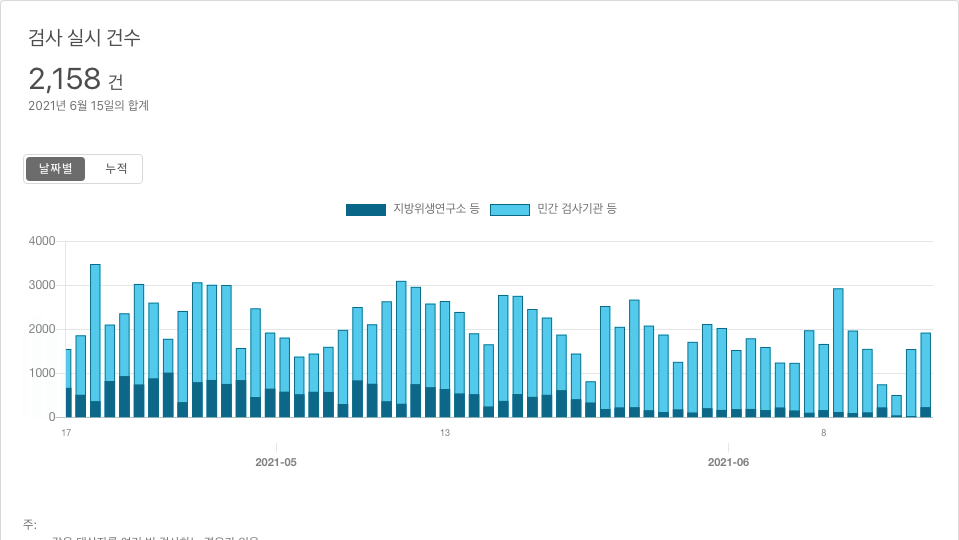 검사 실시 건수
2,158 건
2021년 6월 15일의 합계
날짜별 누적
지방위생연구소 등 민간 검사기관 등
4000
3000
2000
1000
0
17 13 8
2021-05 2021-06
주: